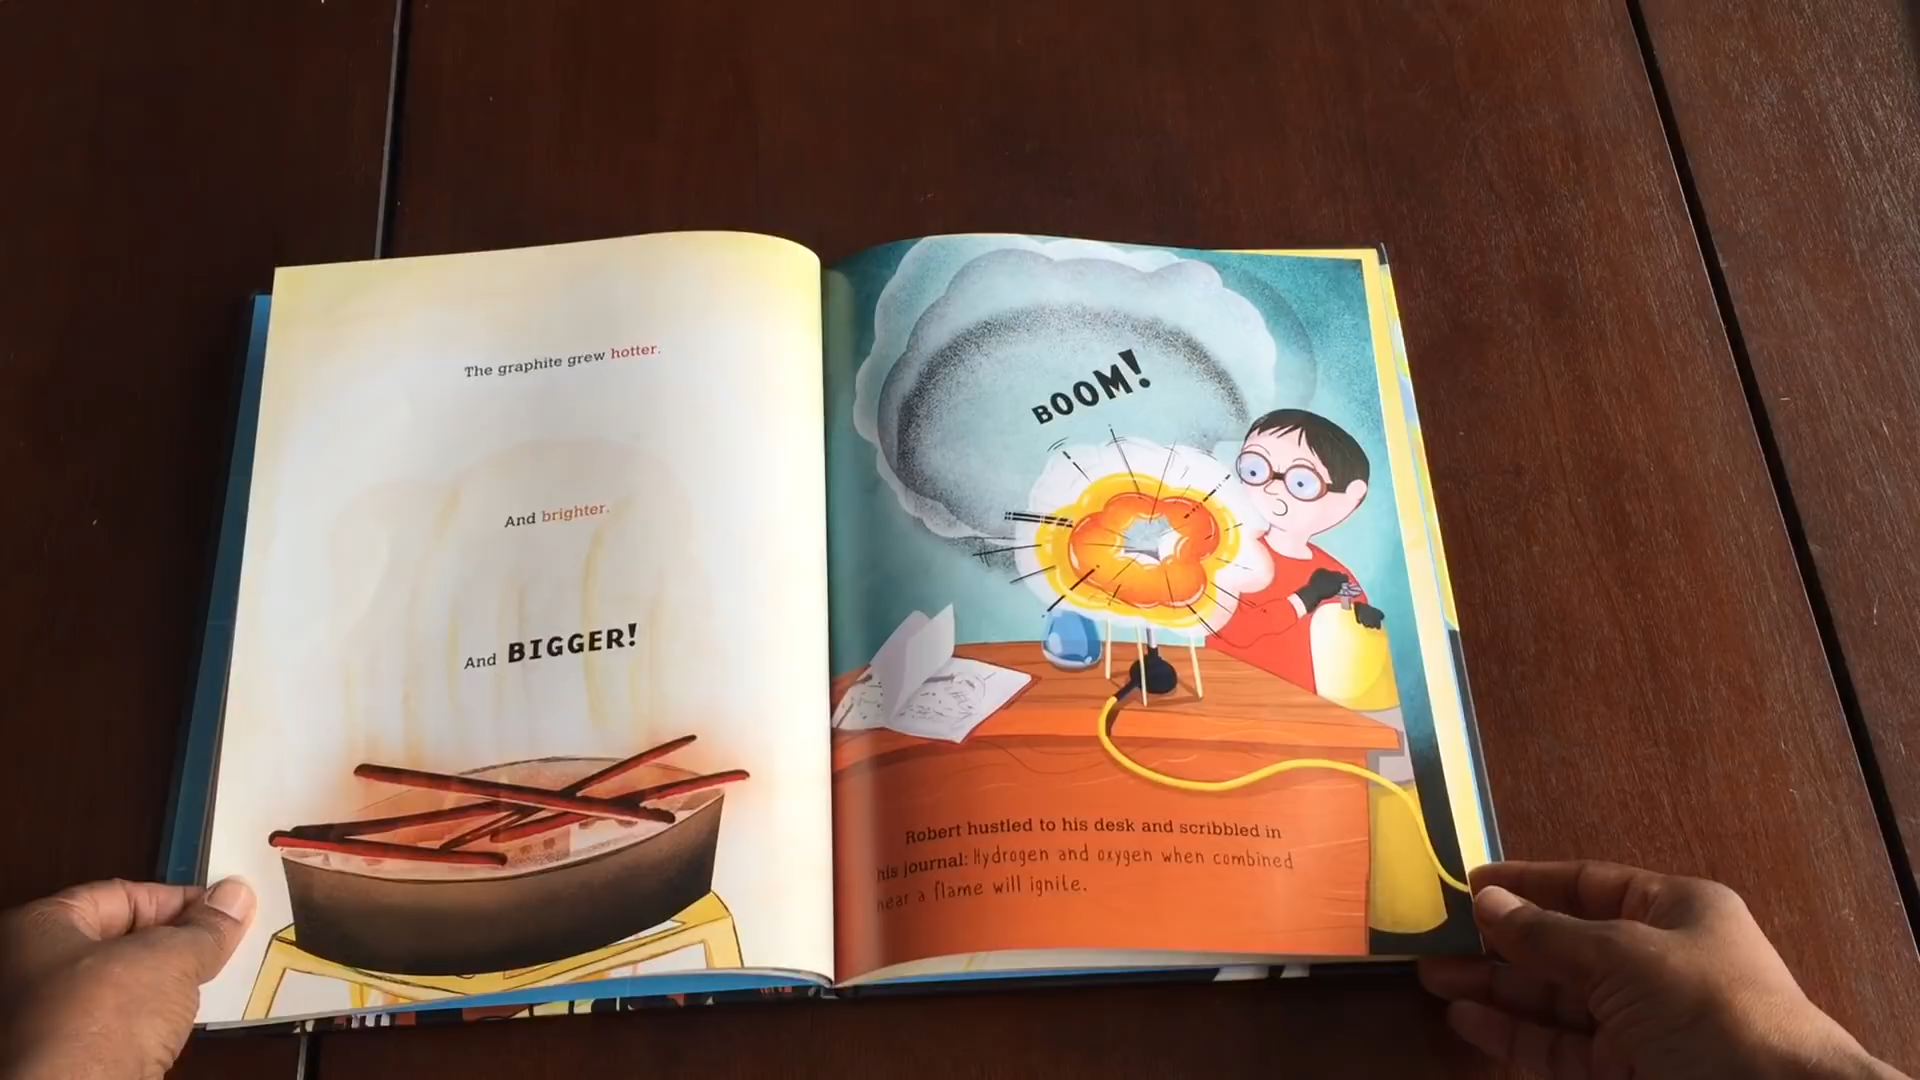 The graphite grew hotter.
And brighter.
And BIGGER!
BOOM!
Robert hustled to his desk and scribbled in
his journal: Hydrogen and oxygen when combined
near a flame will ignite.